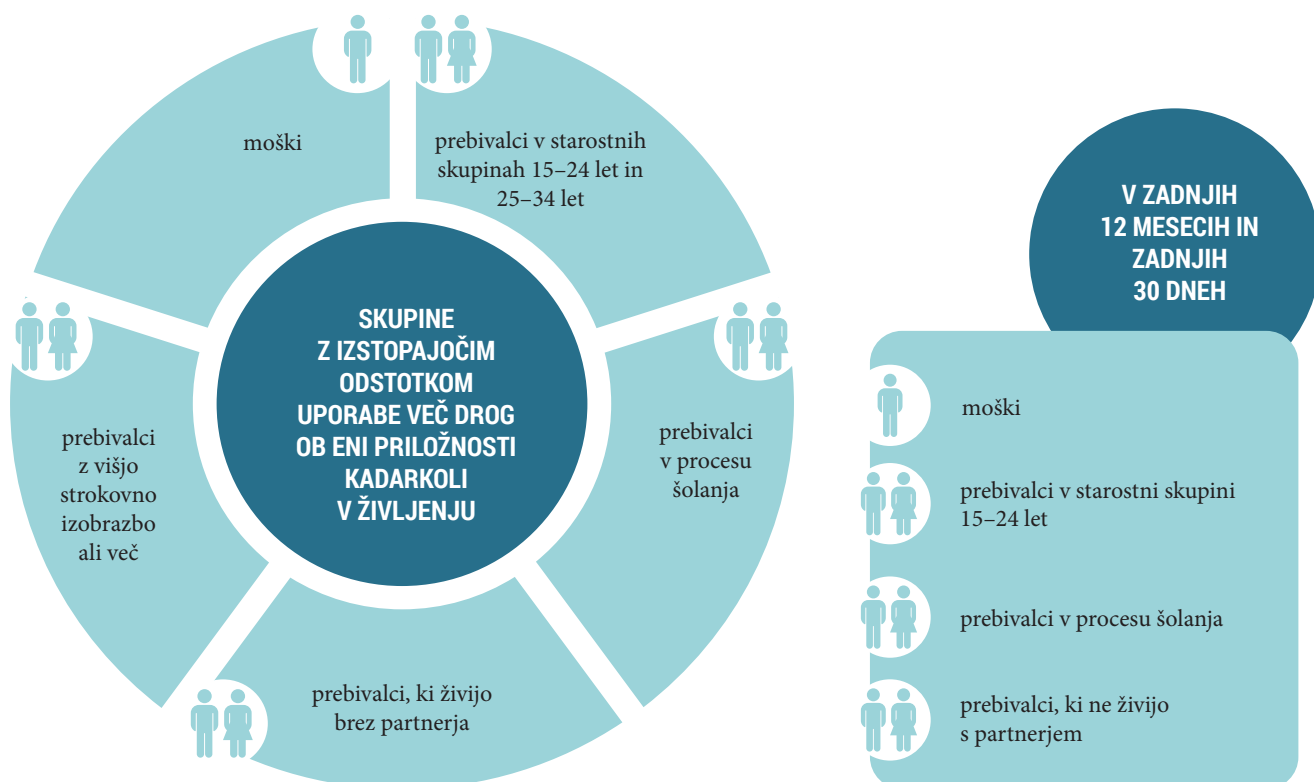 moški
prebivalci v starostnih
skupinah 15–24 let in
25–34 let
SKUPINE
Z IZSTOPAJOČIM
ODSTOTKOM
UPORABE VEČ DROG
OB ENI PRILOŽNOSTI
KADARKOLI
V ŽIVLJENJU
prebivalci
v procesu
šolanja
prebivalci
z višjo
strokovno
izobrazbo
ali več
prebivalci, ki živijo
brez partnerja
V ZADNJIH
12 MESECIH IN
ZADNJIH
30 DNEH
moški
prebivalci v starostni skupini
15–24 let
prebivalci v procesu šolanja
prebivalci, ki ne živijo
s partnerjem